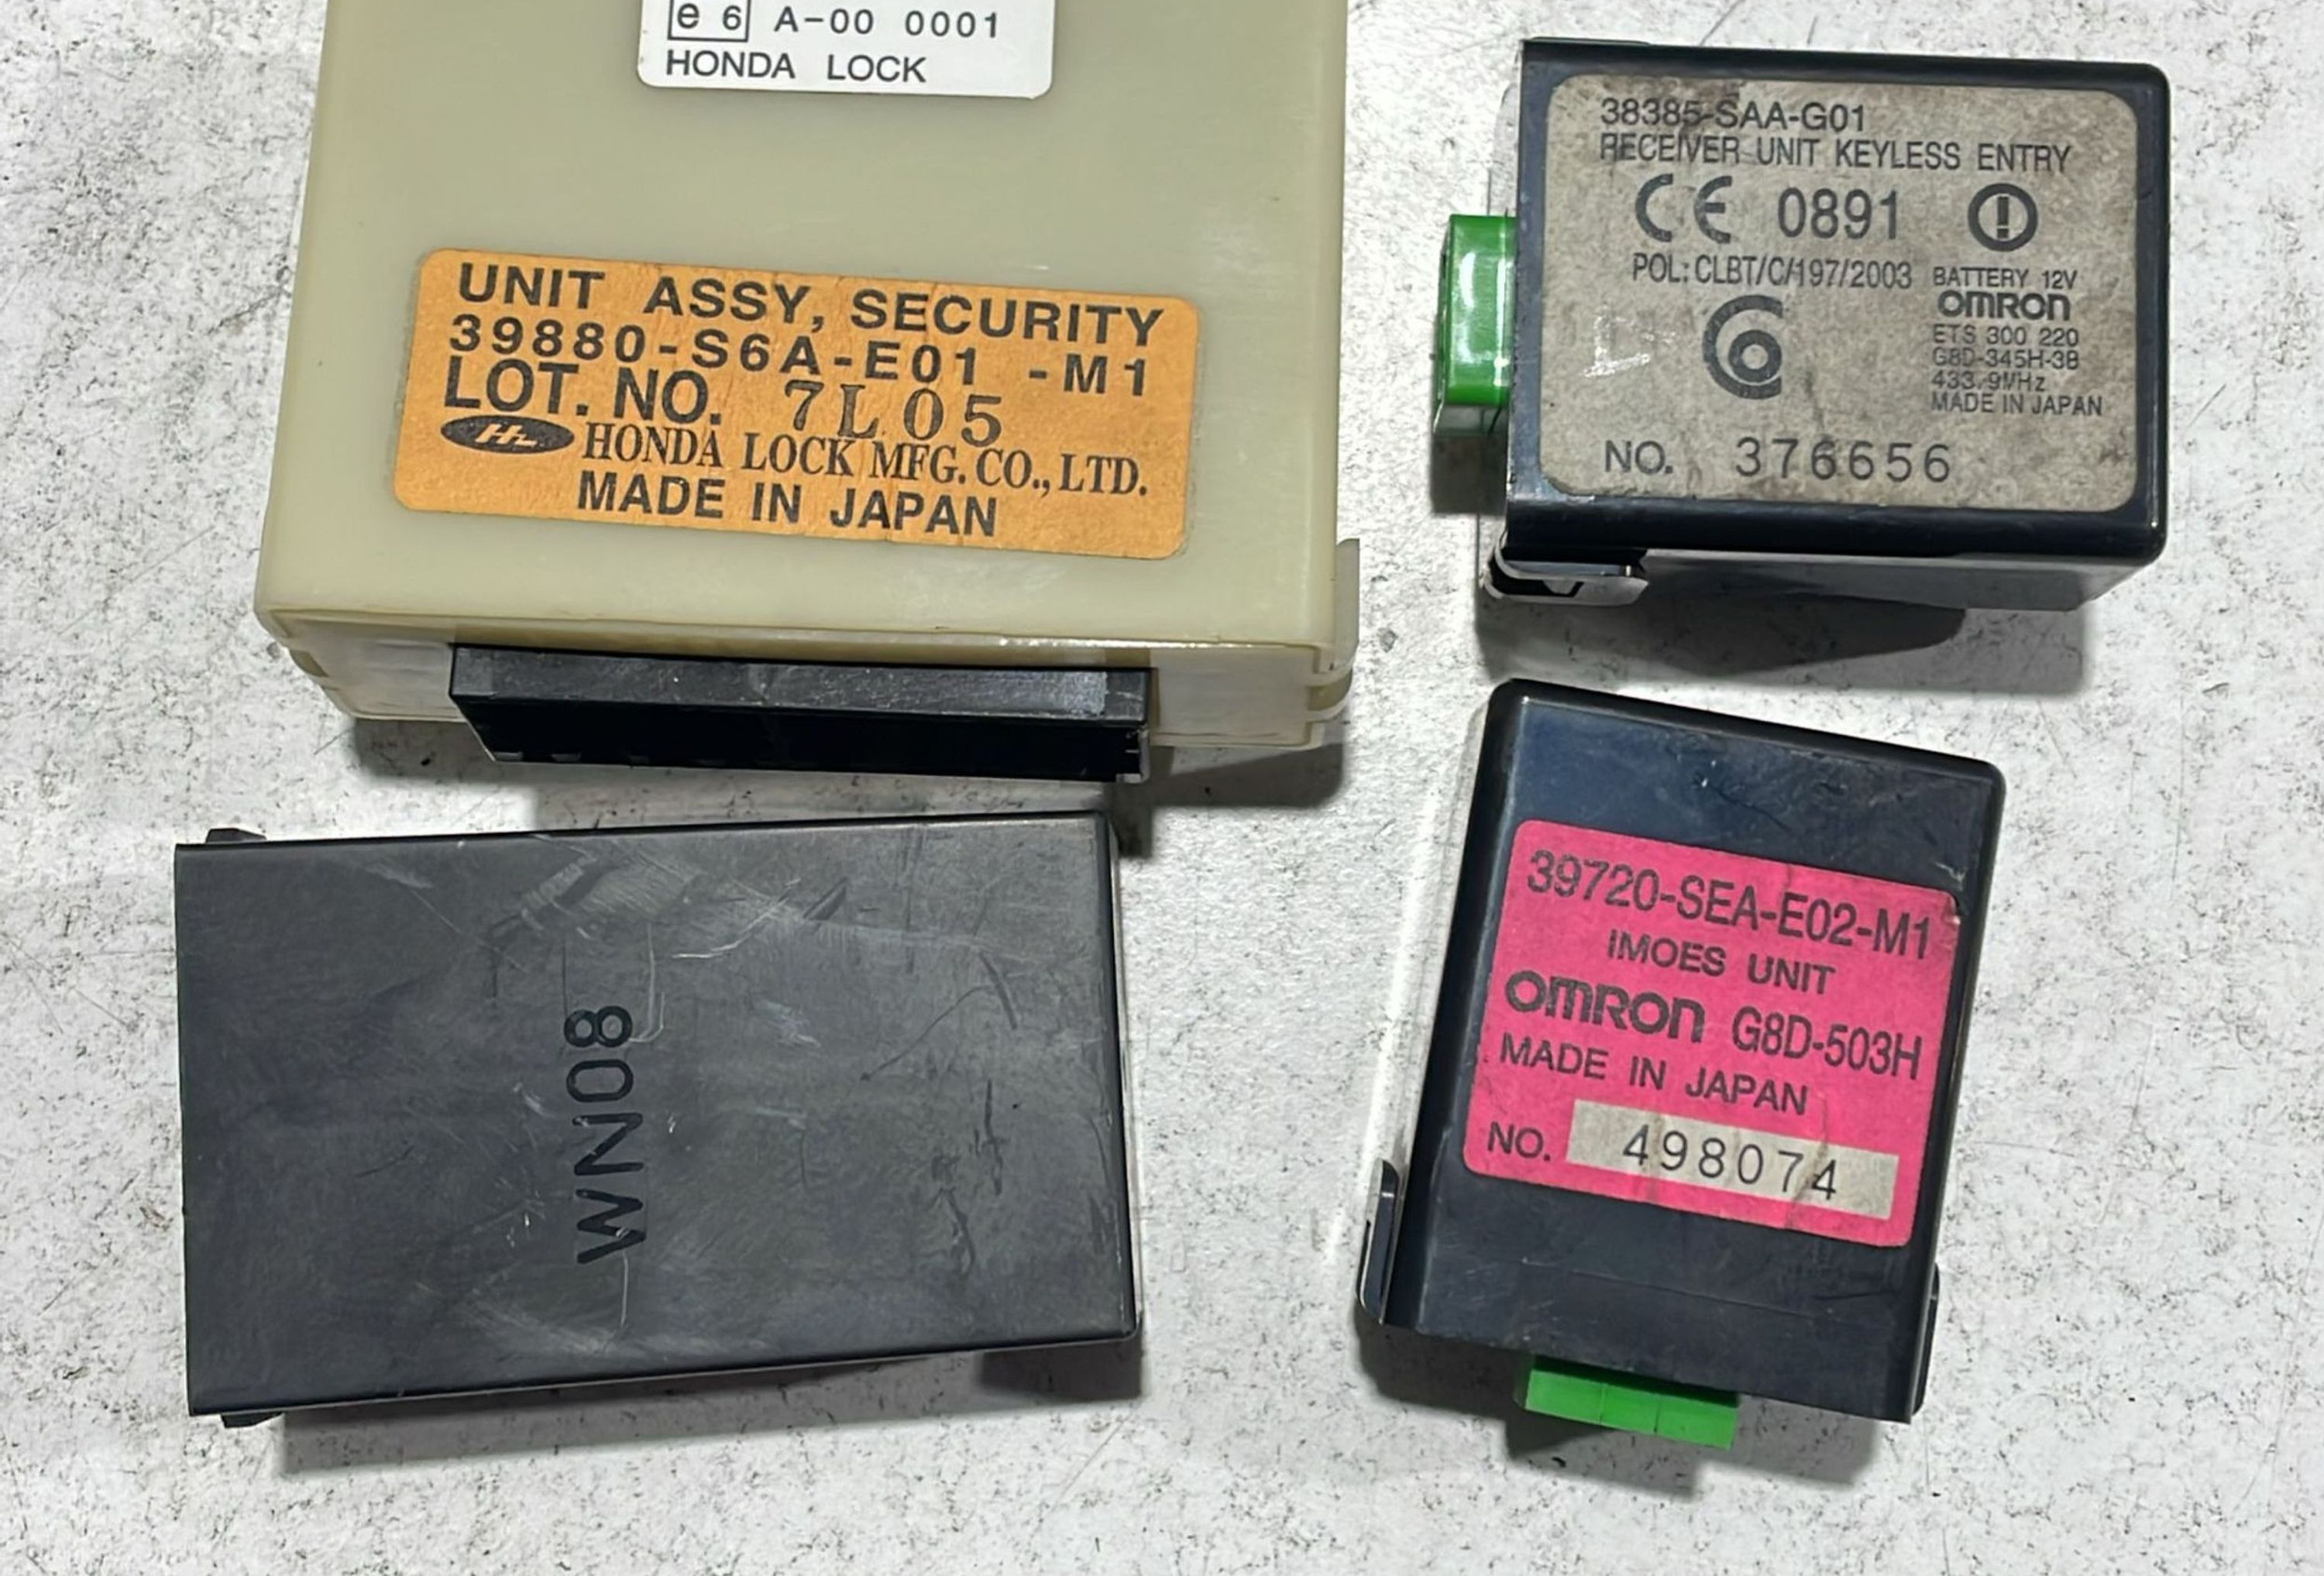 e 6 A-00 0001
HONDA LOCK
UNIT ASSY, SECURITY
39880-S6A-E01 -M1
LOT. NO. 7L05
HL HONDA LOCK MFG. CO., LTD.
MADE IN JAPAN
38385-SAA-G01
RECEIVER UNIT KEYLESS ENTRY
CE 0891
POL: CLBT/C/197/2003
BATTERY 12V
OMRON
ETS 300 220
G8D-345H-38
433.9MHz
MADE IN JAPAN
NO. 376656
WN08
39720-SEA-E02-M1
IMOES UNIT
OMRON G8D-503H
MADE IN JAPAN
NO. 498074